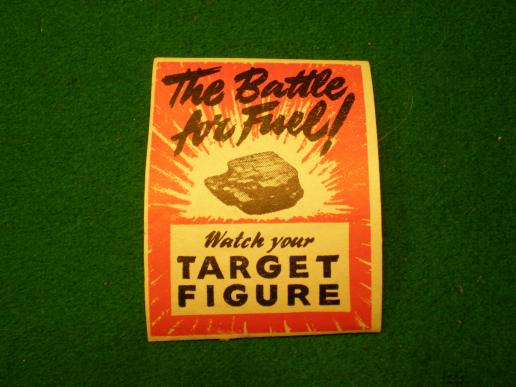 The Battle
for Fuel!
Watch your
TARGET
FIGURE